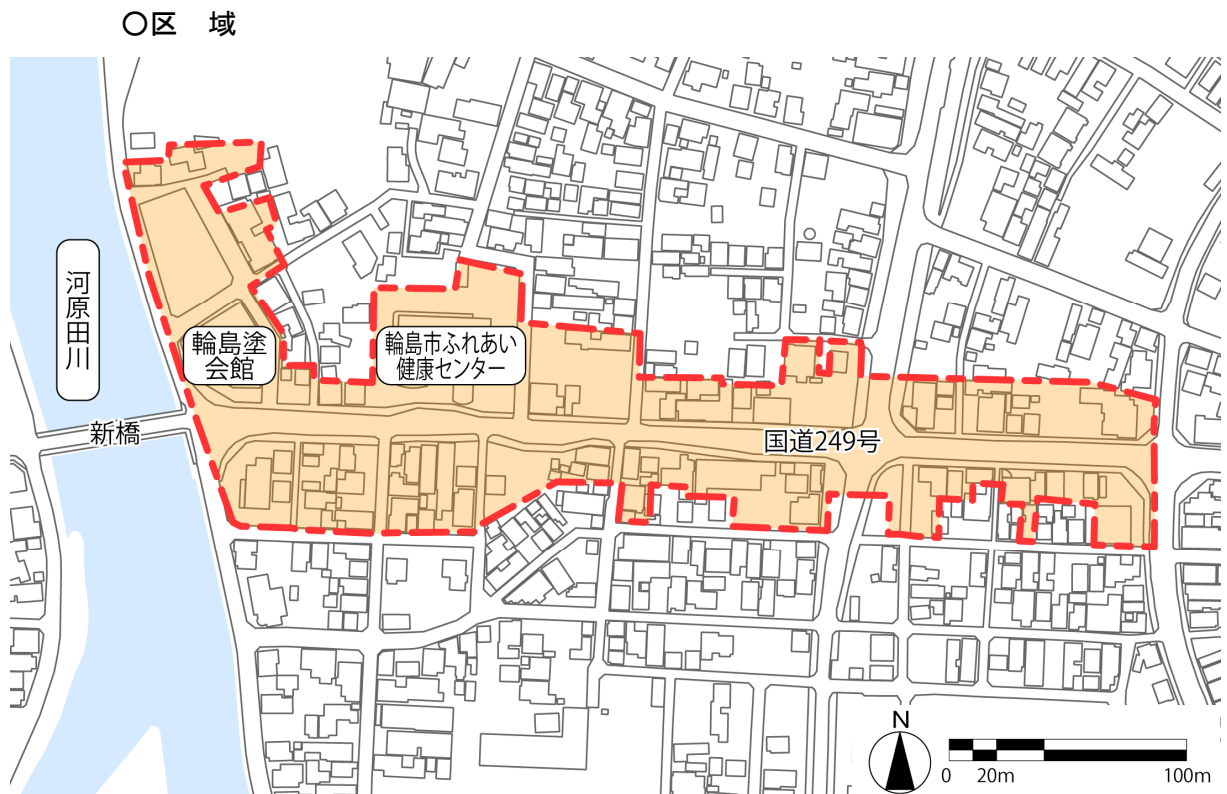 〇区　域
河原田川
輪島塗
会館
輪島市ふれあい
健康センター
新橋
国道249号
N
0 20m 100m